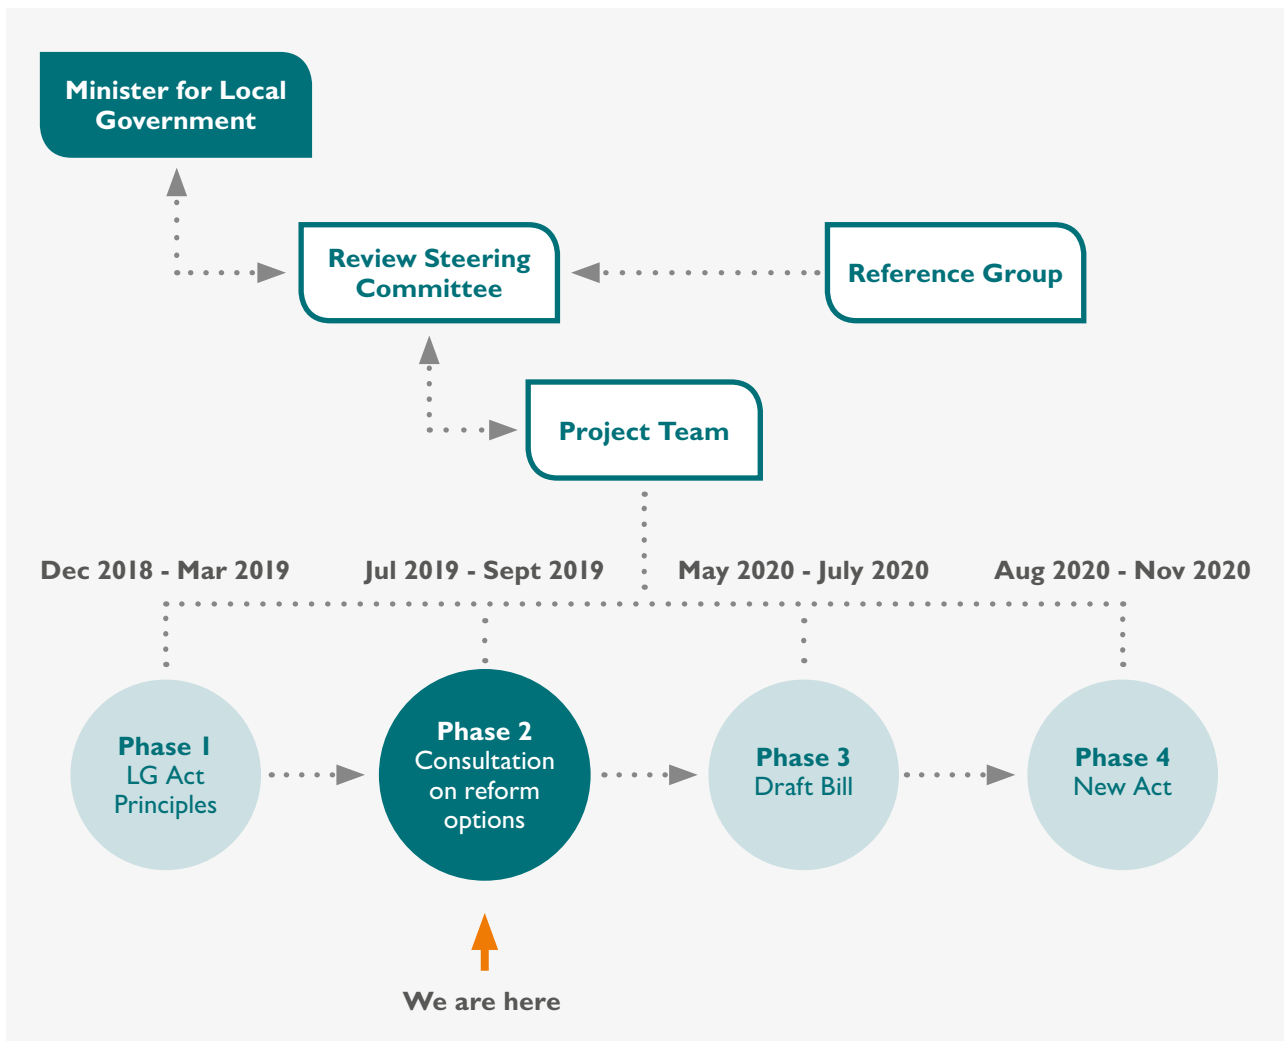 Minister for Local
Government
Review Steering
Committee
Reference Group
Project Team
Dec 2018 - Mar 2019
Jul 2019 - Sept 2019
May 2020 - July 2020
Aug 2020 - Nov 2020
Phase 1
LG Act
Principles
Phase 2
Consultation
on reform
options
Phase 3
Draft Bill
Phase 4
New Act
We are here